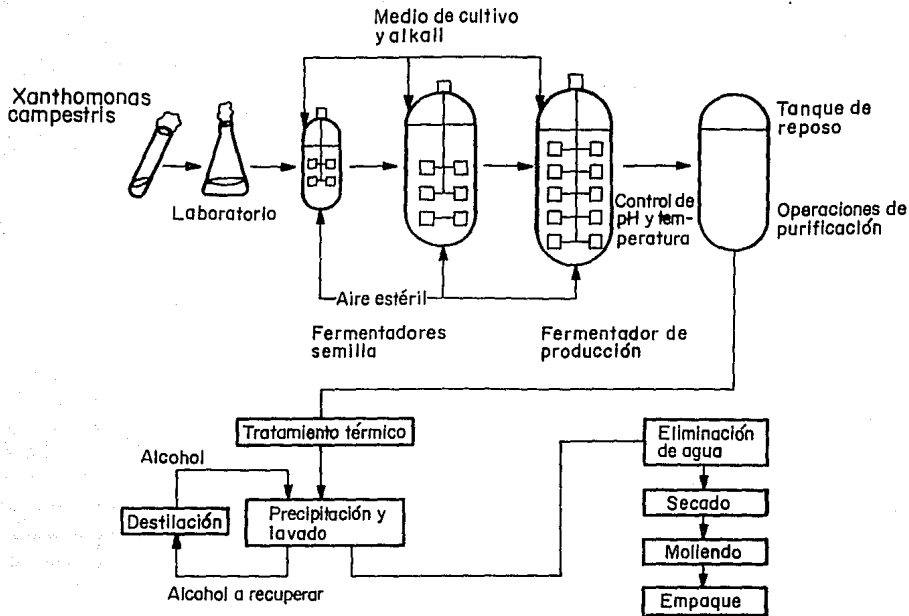 Medio de cultivo
y alkali
Xanthomonas
campestris
Laboratorio
Tanque de
reposo
Control de
pH y tem-
peratura
Operaciones de
purificación
Aire estéril
Fermentadores
semilla
Fermentador de
producción
Tratamiento térmico
Alcohol
Destilación
Precipitación y
lavado
Alcohol a recuperar
Eliminación
de agua
Secado
Moliendo
Empaque